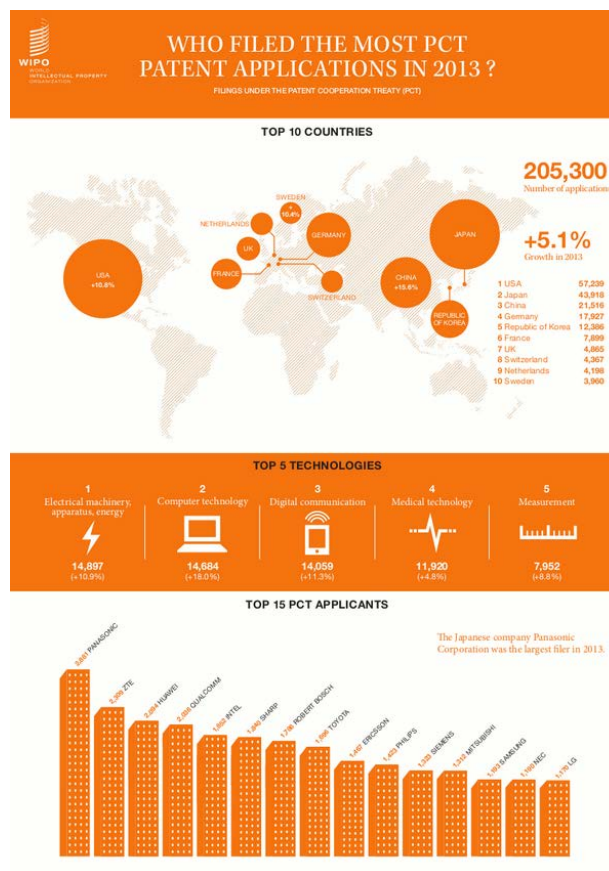 WIPO
WORLD
INTELLECTUAL PROPERTY
ORGANIZATION
WHO FILED THE MOST PCT
PATENT APPLICATIONS IN 2013 ?
FILINGS UNDER THE PATENT COOPERATION TREATY (PCT)
TOP 10 COUNTRIES
205,300
Number of application
+5.1%
Growth in 2013
SWEDEN
NETHERLANDS
UK
GERMANY
FRANCE
SWITZERLAND
USA
CHINA
JAPAN
REPUBLIC
OF KOREA
1 USA 57,239
2 Japan 43,918
3 China 21,516
4 Germany 17,927
5 Republic of Korea 12,386
6 France 7,899
7 UK 4,865
8 Switzerland 4,367
9 Netherlands 4,198
10 Sweden 3,960
TOP 5 TECHNOLOGIES
1
Electrical machinery,
apparatus, energy
14,897
(+10.9%)
2
Computer technology
14,684
(+18.0%)
3
Digital communication
14,059
(+11.3%)
4
Medical technology
11,920
(+4.8%)
5
Measurement
7,952
(+8.8%)
TOP 15 PCT APPLICANTS
The Japanese company Panasonic
Corporation was the largest filer in 2013.
PANASONIC
ZTE
HUAWEI
QUALCOMM
INTEL
SHARP
ROBERT BOSCH
TOYOTA
ERICSSON
PHILIPS
SIEMENS
MITSUBISHI
SAMSUNG
NEC
LG